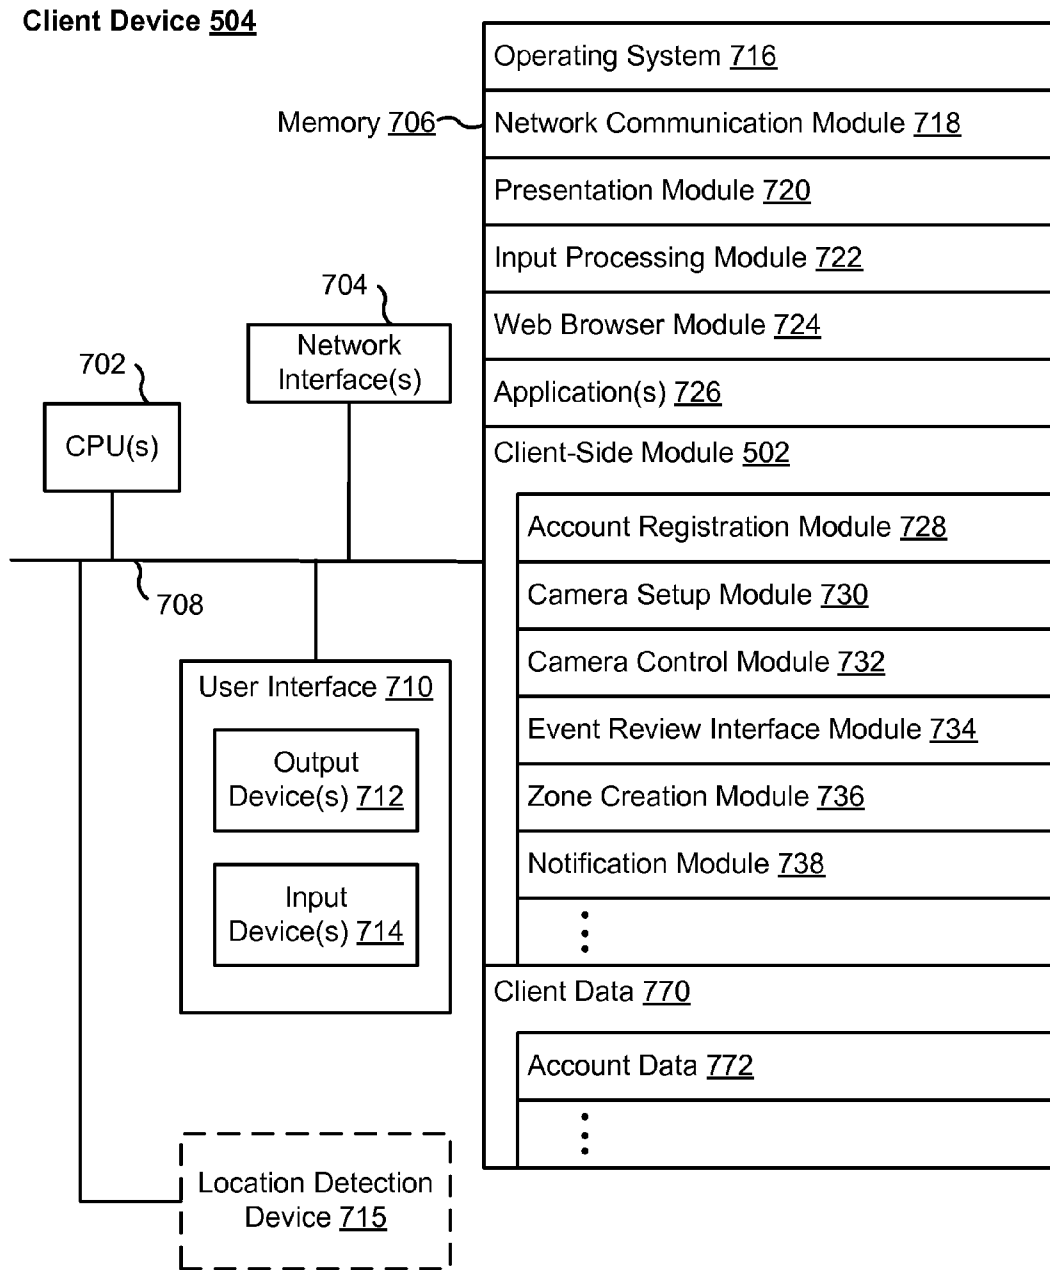 Client Device 504
Operating System 716
Memory 706
Network Communication Module 718
Presentation Module 720
Input Processing Module 722
704
Web Browser Module 724
Network
Interface(s)
702
Application(s) 726
CPU(s)
Client-Side Module 502
Account Registration Module 728
708
Camera Setup Module 730
Camera Control Module 732
User Interface 710
Event Review Interface Module 734
Output
Device(s) 712
Zone Creation Module 736
Notification Module 738
Input
Device(s) 714
Client Data 770
Account Data 772
Location Detection
Device 715